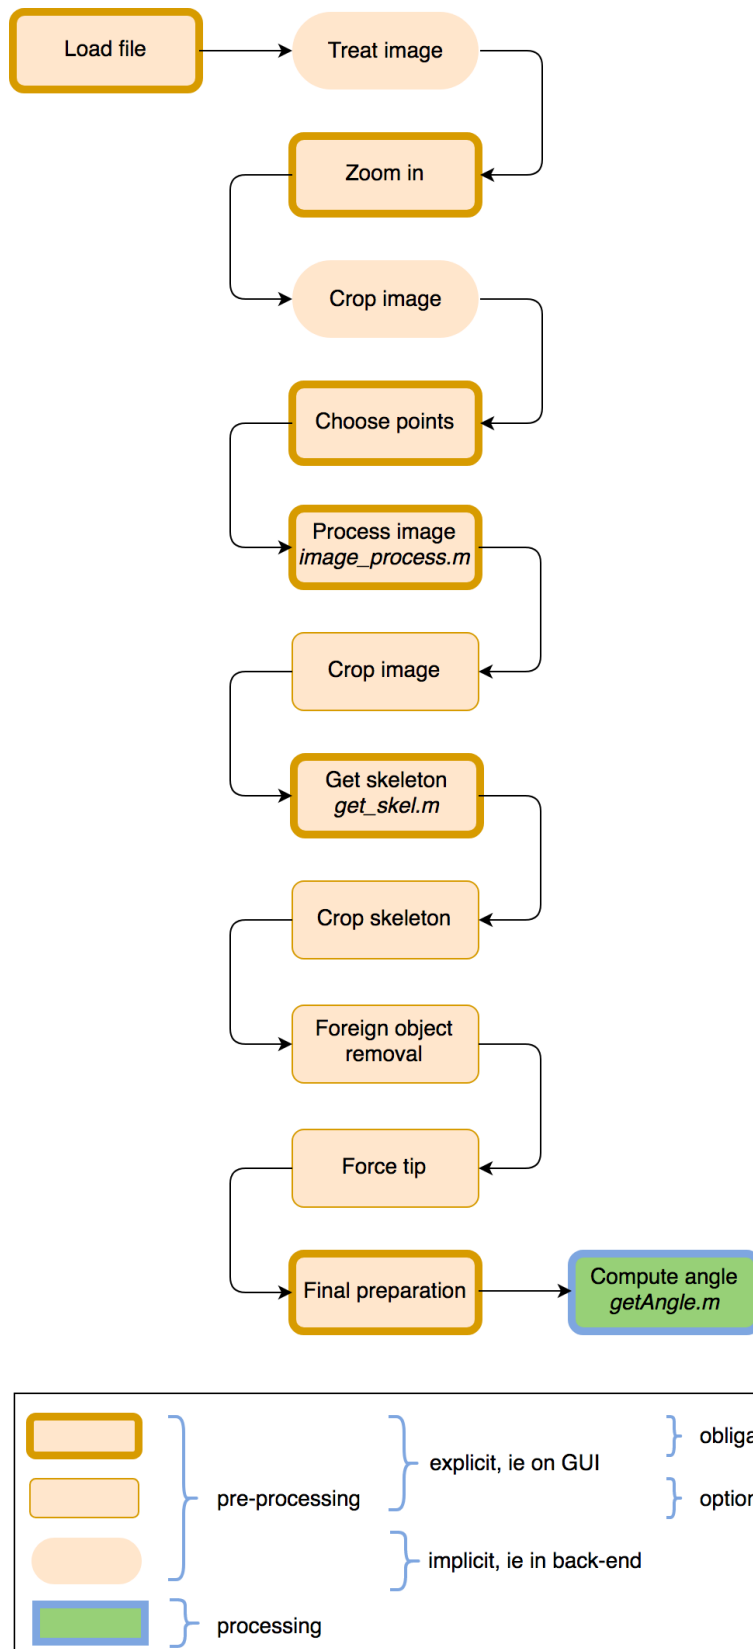 Load file
Treat image
Zoom in
Crop image
Choose points
Process image
image_process.m
Crop image
Get skeleton
get_skel.m
Crop skeleton
Foreign object
removal
Force tip
Final preparation
Compute angle
getAngle.m
obliga
explicit, ie on GUI
pre-processing
option
implicit, ie in back-end
processing